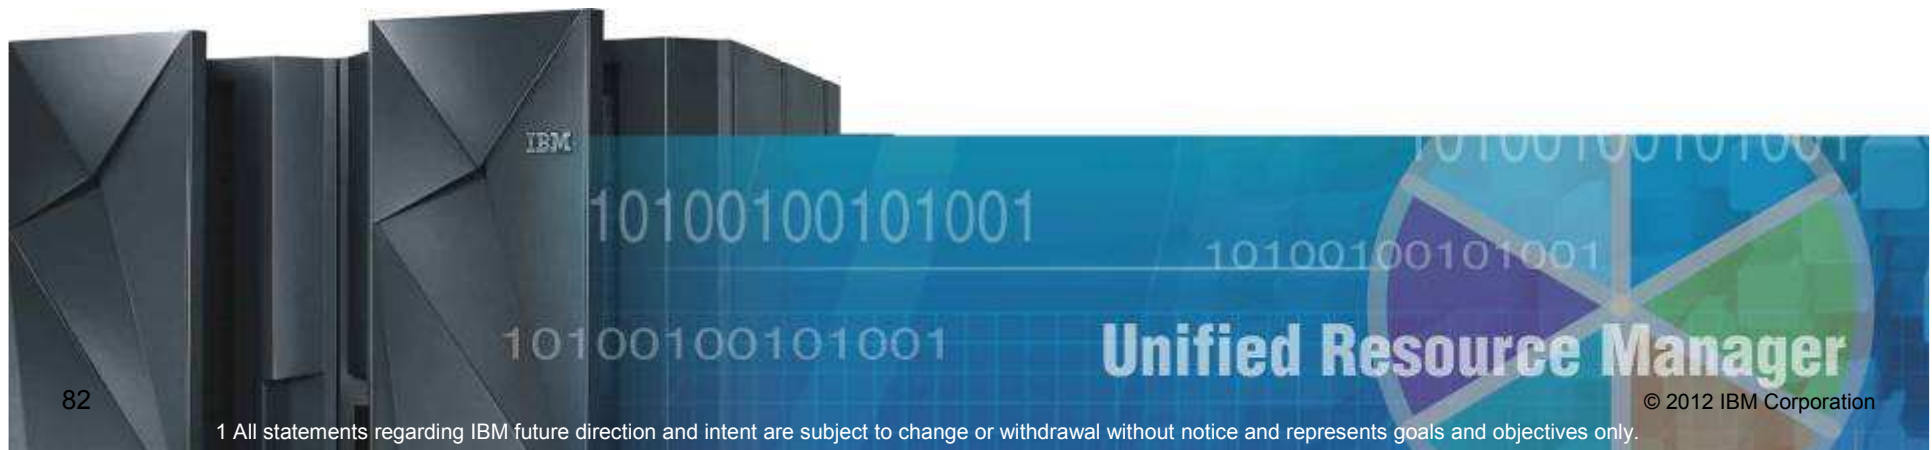 10100100101001
IBM
10100100101001
10100100101001
10100100101001
Unified Resource Manager
82
© 2012 IBM Corporation
1 All statements regarding IBM future direction and intent are subject to change or withdrawal without notice and represents goals and objectives only.